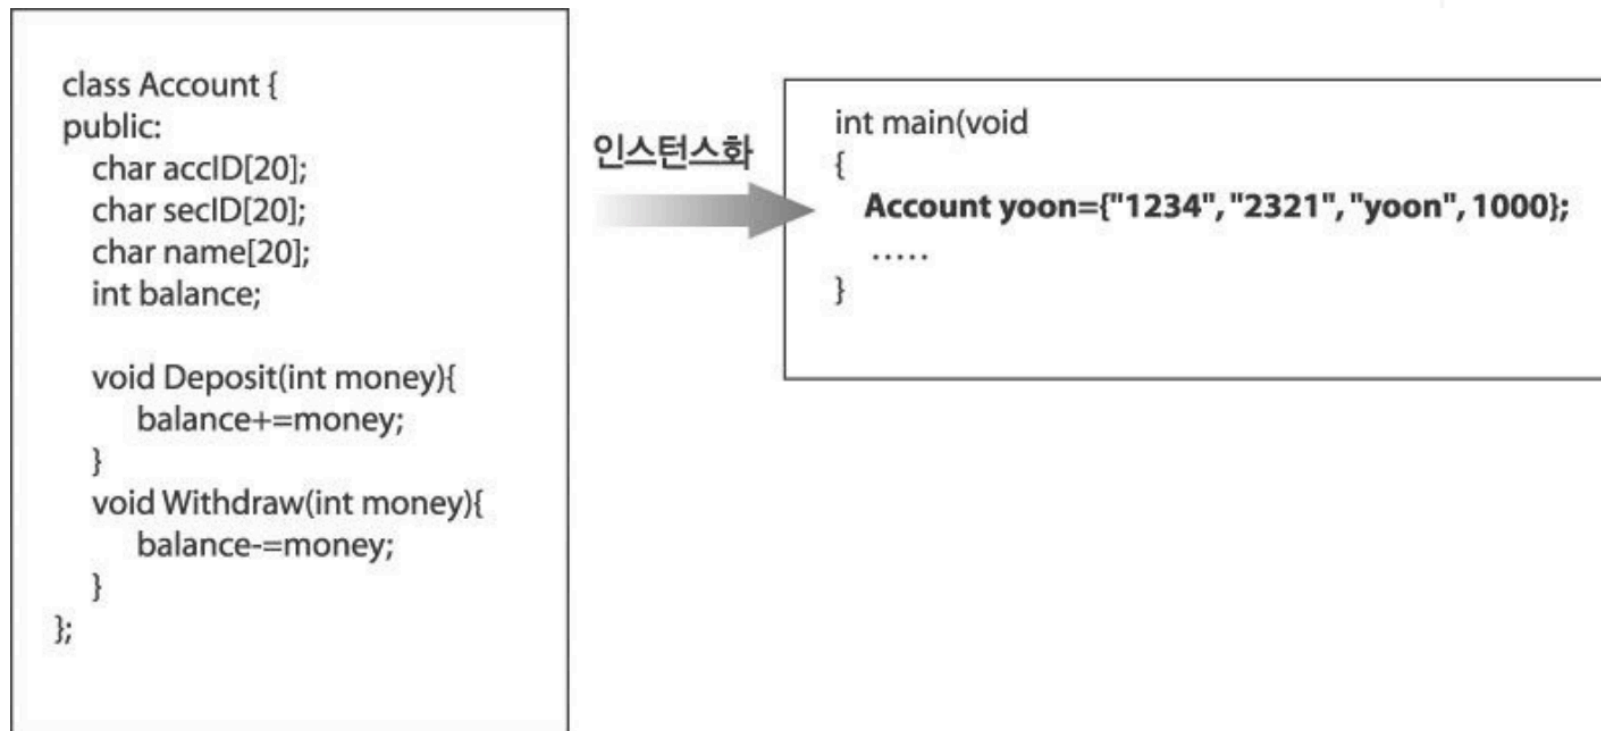 class Account {
public:
char accID[20];
char secID[20];
char name[20];
int balance;
void Deposit(int money){
balance+=money;
}
void Withdraw(int money){
balance-=money;
}
};
인스턴스화
int main(void
{
Account yoon={"1234", "2321", "yoon", 1000};
.....
}